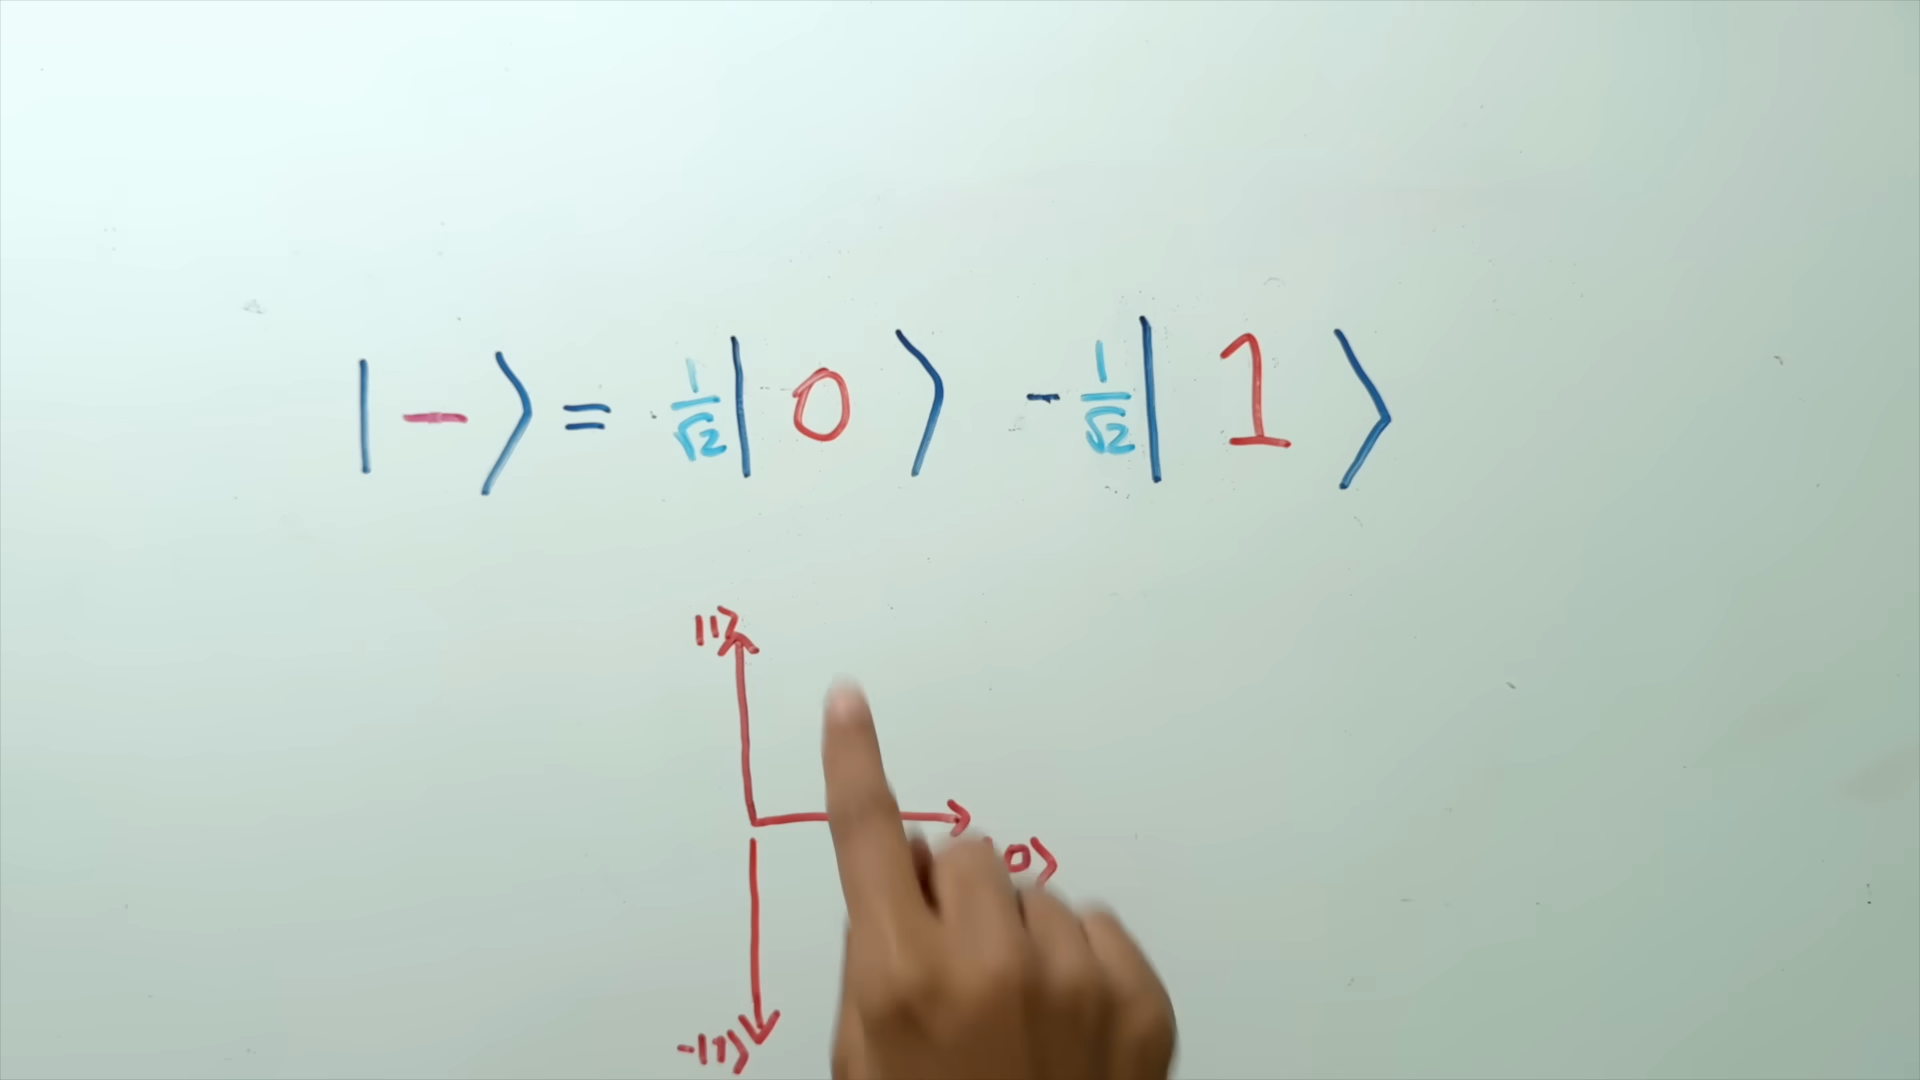 |-⟩ = 1/√2 |0⟩ - 1/√2 |1⟩
|1⟩
|0⟩
-|1⟩